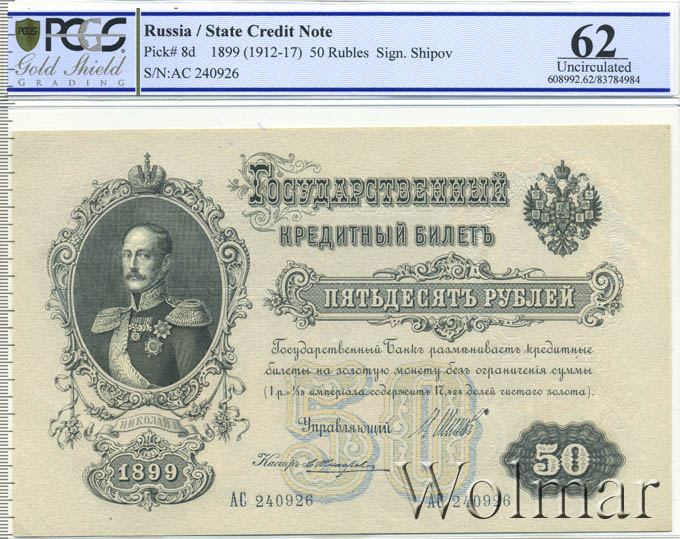 PCGS
Gold Shield
GRADING
Russia / State Credit Note
Pick# 8d 1899 (1912-17) 50 Rubles Sign. Shipov
S/N:AC 240926
62
Uncirculated
608992.62/83784984
Государственный
КРЕДИТНЫЙ БИЛЕТЪ
ПЯТЬДЕСЯТЪ РУБЛЕЙ
Государственный Банкъ размѣниваетъ кредитные
билеты на золотую монету безъ ограниченія суммы
(1 р.=1/15 имперіала, содержитъ 17,424 долей чистаго золота).
50
Управляющій
НИКОЛАЙ I
1899
Кассиръ
50
АС 240926
АС 240926
Wolmar